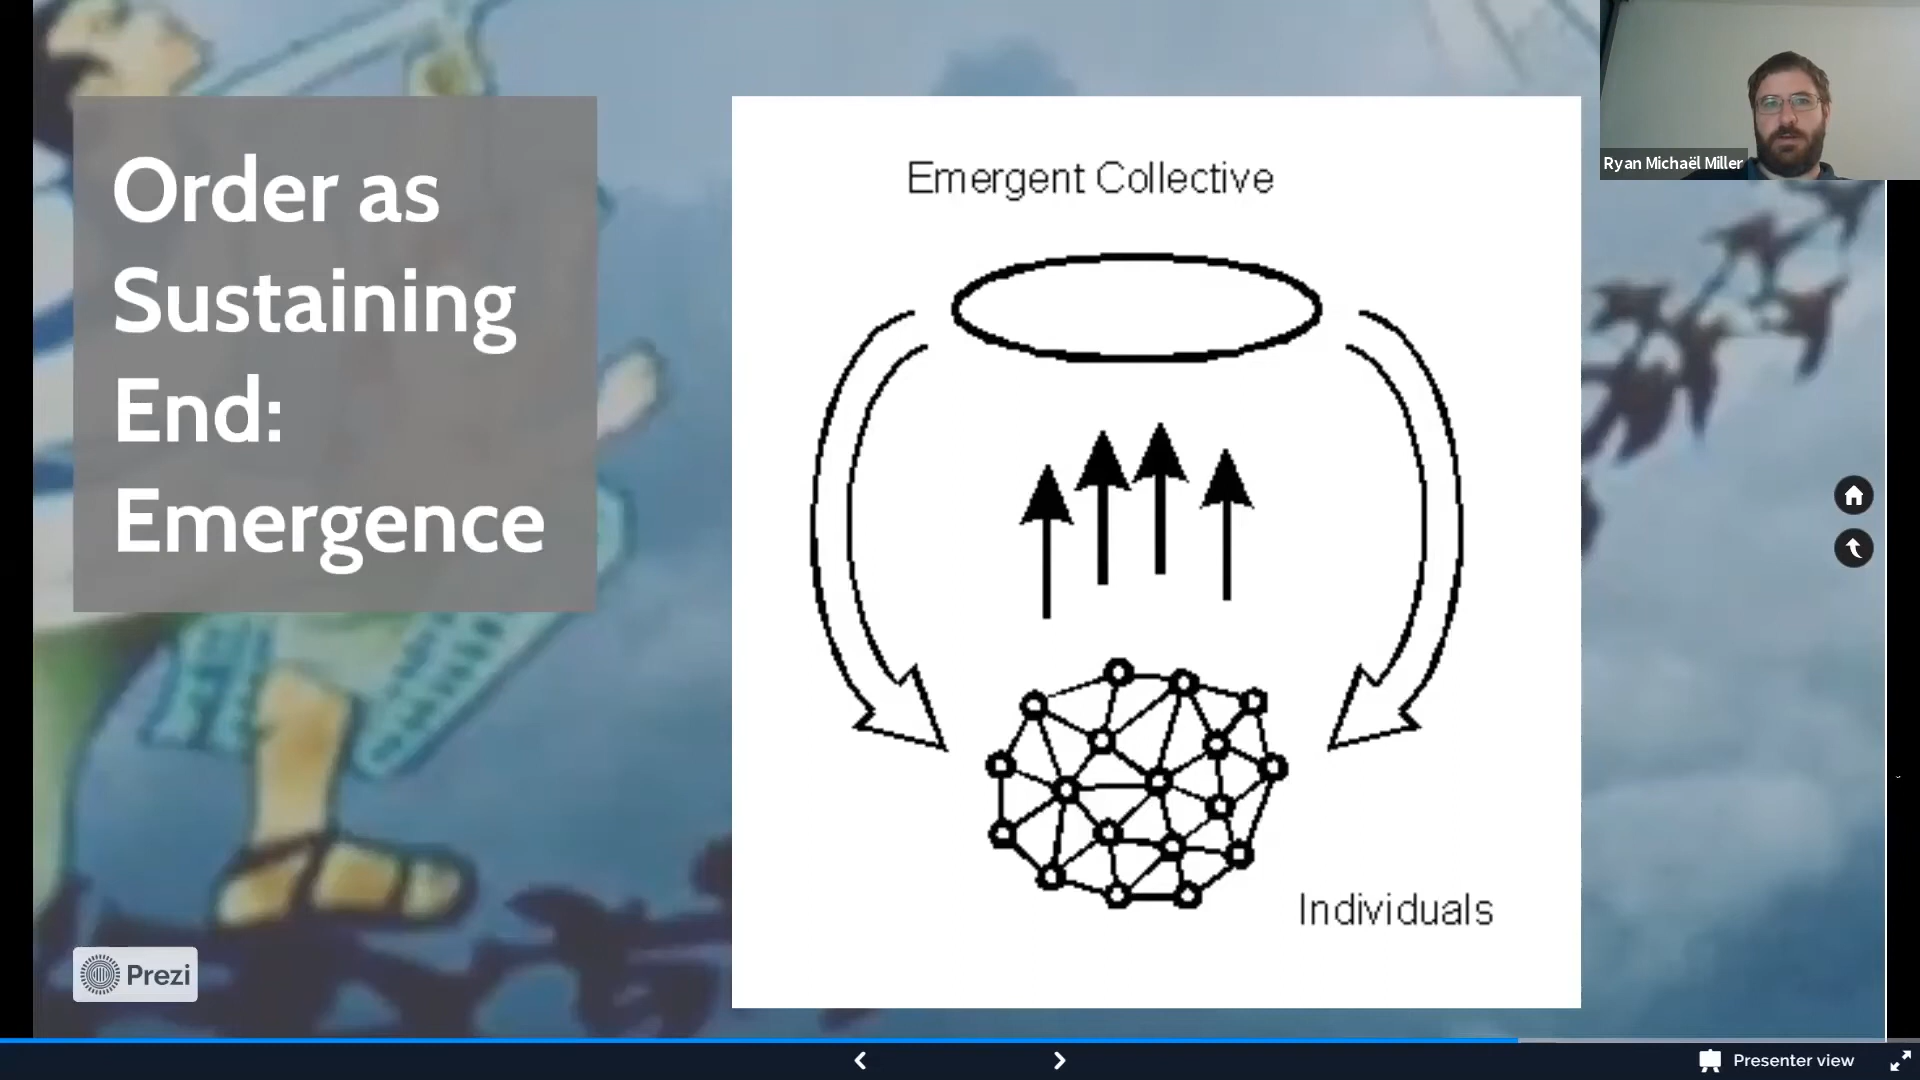 Order as
Sustaining
End:
Emergence
Emergent Collective
Individuals
Ryan Michaël Miller
Prezi
Presenter view